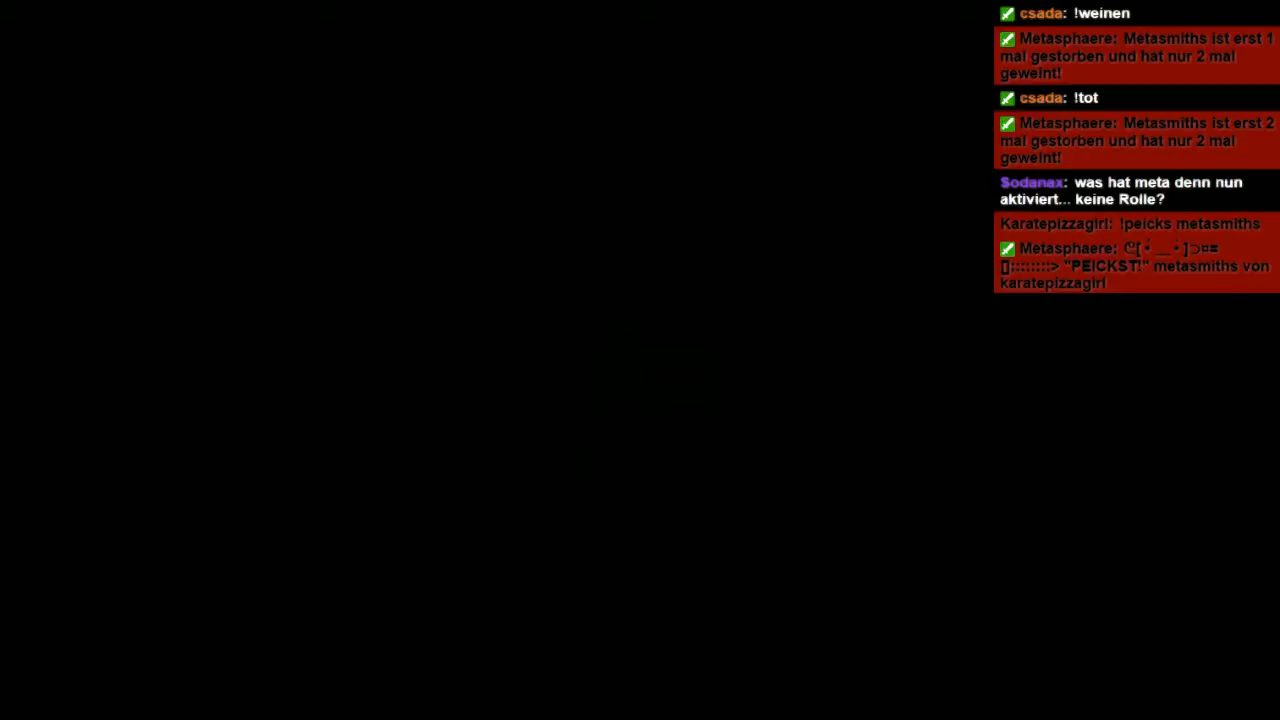 csada: !weinen
Metasphaere: Metasmiths ist erst 1
mal gestorben und hat nur 2 mal
geweint!
csada: !tot
Metasphaere: Metasmiths ist erst 2
mal gestorben und hat nur 2 mal
geweint!
Sodanax: was hat meta denn nun
aktiviert... keine Rolle?
Karatepizzagirl: !peicks metasmiths
Metasphaere:
[]::::::::> "PEICKST!" metasmiths von
karatepizzagirl